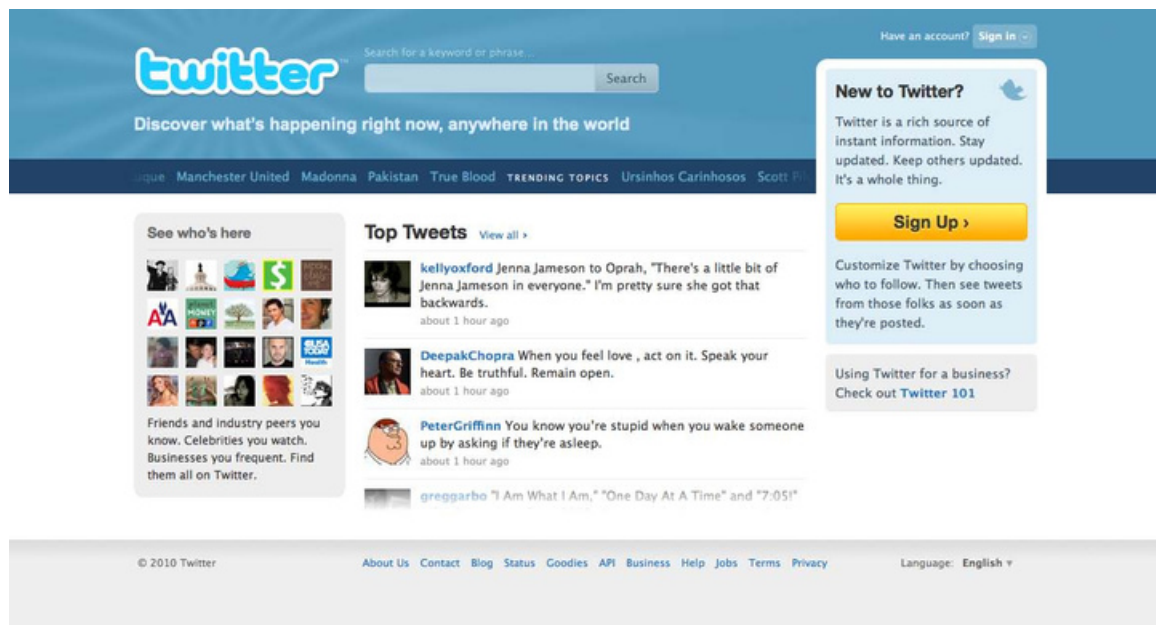 Have an account? Sign in
twitter™
Search for a keyword or phrase...
Search
Discover what's happening right now, anywhere in the world
Manchester United Madonna Pakistan True Blood TRENDING TOPICS Ursinhos Carinhosos Scott
New to Twitter?
Twitter is a rich source of
instant information. Stay
updated. Keep others updated.
It's a whole thing.
Sign Up ›
Customize Twitter by choosing
who to follow. Then see tweets
from those folks as soon as
they're posted.
Using Twitter for a business?
Check out Twitter 101
See who's here
AA
planet
MONEY
$
USA
TODAY
Health
Friends and industry peers you
know. Celebrities you watch.
Businesses you frequent. Find
them all on Twitter.
Top Tweets View all ›
kellyoxford Jenna Jameson to Oprah, "There's a little bit of
Jenna Jameson in everyone." I'm pretty sure she got that
backwards.
about 1 hour ago
DeepakChopra When you feel love , act on it. Speak your
heart. Be truthful. Remain open.
about 1 hour ago
PeterGriffinn You know you're stupid when you wake someone
up by asking if they're asleep.
about 1 hour ago
greggarbo "I Am What I Am," "One Day At A Time" and "7:05!"
© 2010 Twitter
About Us Contact Blog Status Goodies API Business Help Jobs Terms Privacy
Language: English